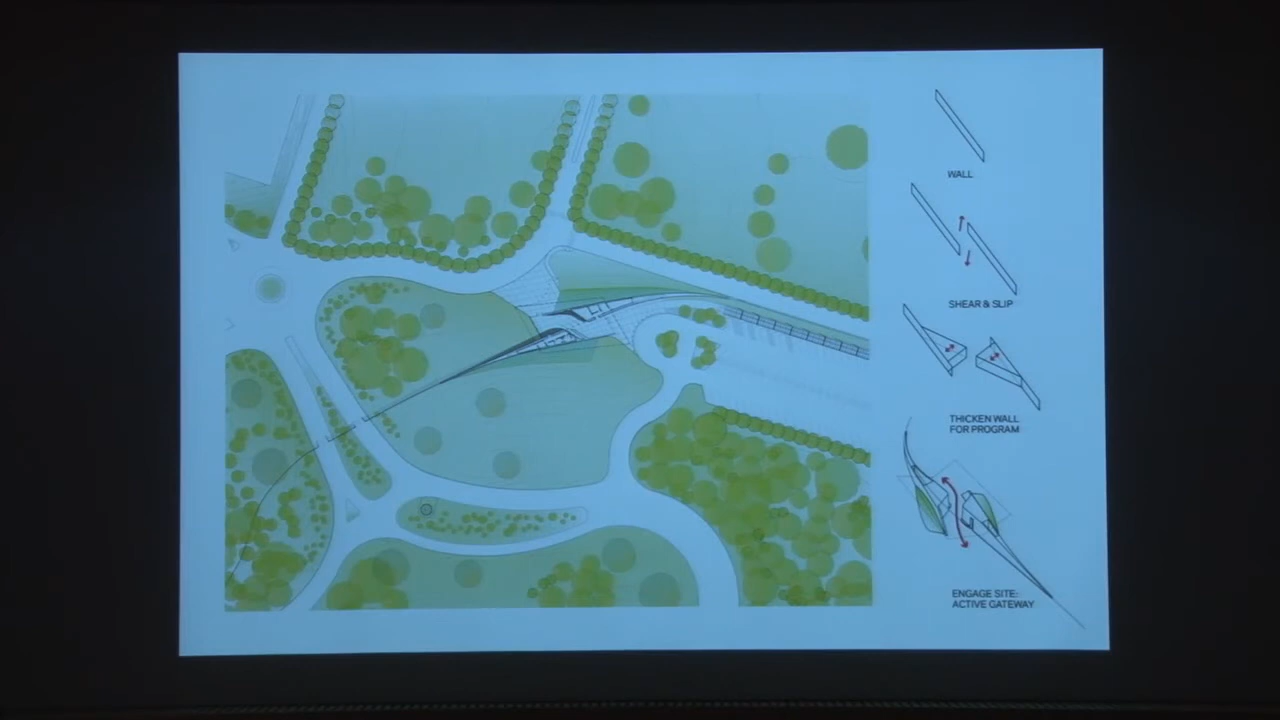 WALL
SHEAR & SLIP
THICKEN WALL
FOR PROGRAM
ENGAGE SITE:
ACTIVE GATEWAY